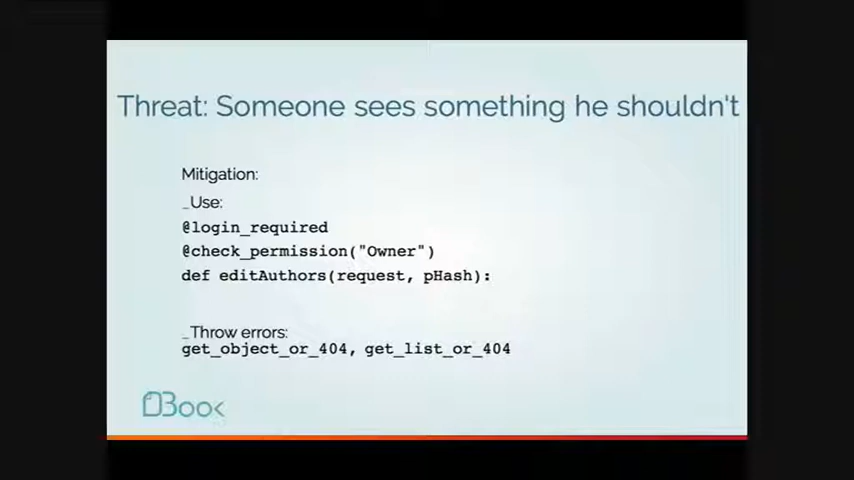 Threat: Someone sees something he shouldn't
Mitigation:
_Use:
@login_required
@check_permission("Owner")
def editAuthors(request, pHash):
_Throw errors:
get_object_or_404, get_list_or_404
Book